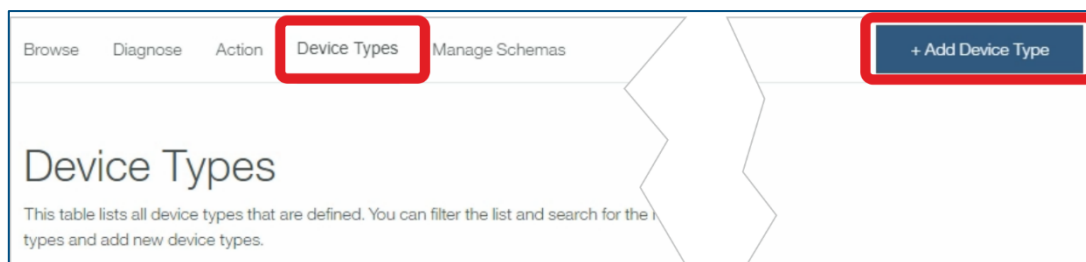 Browse Diagnose Action Device Types Manage Schemas + Add Device Type
Device Types
This table lists all device types that are defined. You can filter the list and search for the
types and add new device types.